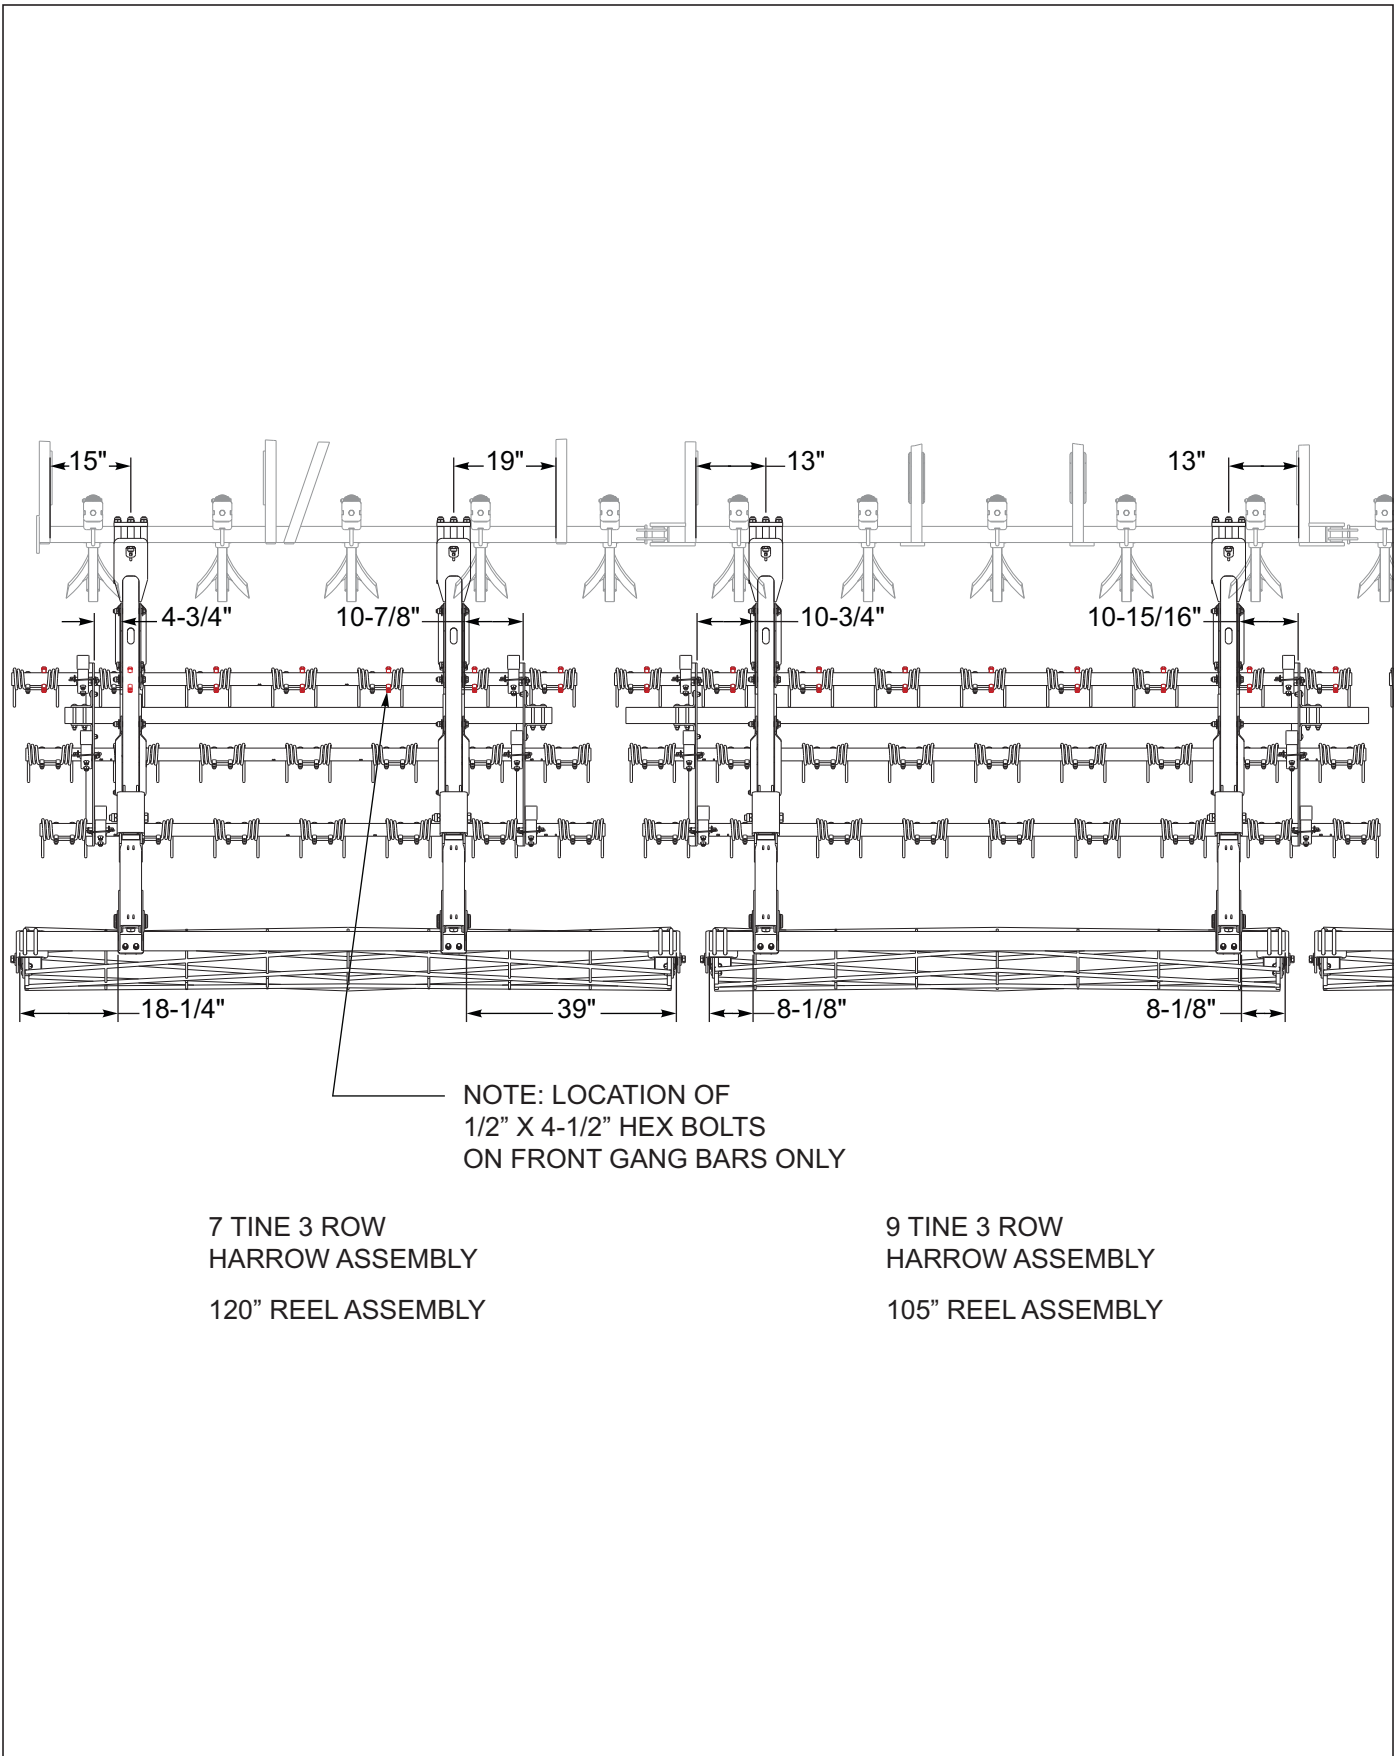 15" 19" 13" 13"
4-3/4" 10-7/8" 10-3/4" 10-15/16"
18-1/4" 39" 8-1/8" 8-1/8"
NOTE: LOCATION OF
1/2” X 4-1/2” HEX BOLTS
ON FRONT GANG BARS ONLY
7 TINE 3 ROW
HARROW ASSEMBLY
120” REEL ASSEMBLY
9 TINE 3 ROW
HARROW ASSEMBLY
105” REEL ASSEMBLY